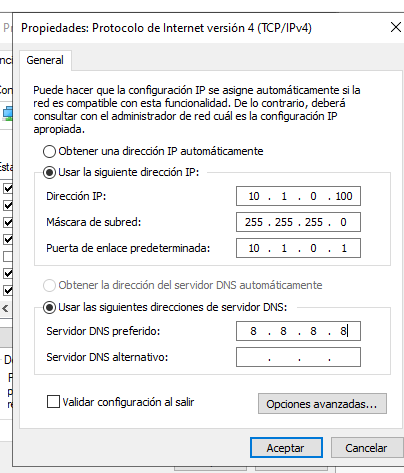 Propiedades: Protocolo de Internet versión 4 (TCP/IPv4)
General
Puede hacer que la configuración IP se asigne automáticamente si la
red es compatible con esta funcionalidad. De lo contrario, deberá
consultar con el administrador de red cuál es la configuración IP
apropiada.
Obtener una dirección IP automáticamente
Usar la siguiente dirección IP:
Dirección IP: 10 . 1 . 0 . 100
Máscara de subred: 255 . 255 . 255 . 0
Puerta de enlace predeterminada: 10 . 1 . 0 . 1
Obtener la dirección del servidor DNS automáticamente
Usar las siguientes direcciones de servidor DNS:
Servidor DNS preferido: 8 . 8 . 8 . 8
Servidor DNS alternativo: . . .
Validar configuración al salir
Opciones avanzadas...
Aceptar
Cancelar